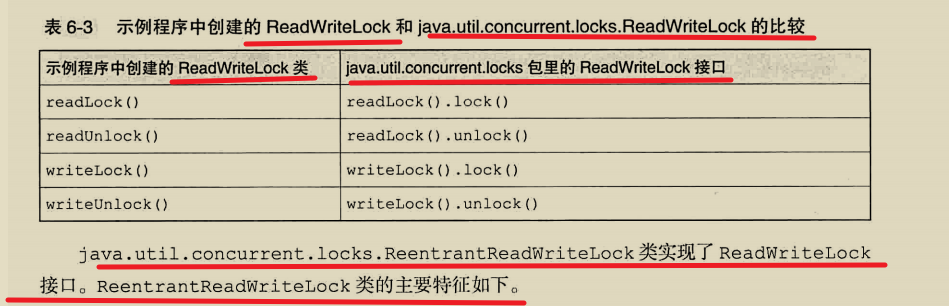 表 6-3 示例程序中创建的 ReadWriteLock 和 java.util.concurrent.locks.ReadWriteLock 的比较
示例程序中创建的 ReadWriteLock 类 java.util.concurrent.locks 包里的 ReadWriteLock 接口
readLock() readLock().lock()
readUnlock() readLock().unlock()
writeLock() writeLock().lock()
writeUnlock() writeLock().unlock()
java.util.concurrent.locks.ReentrantReadWriteLock 类实现了 ReadWriteLock
接口。ReentrantReadWriteLock 类的主要特征如下。